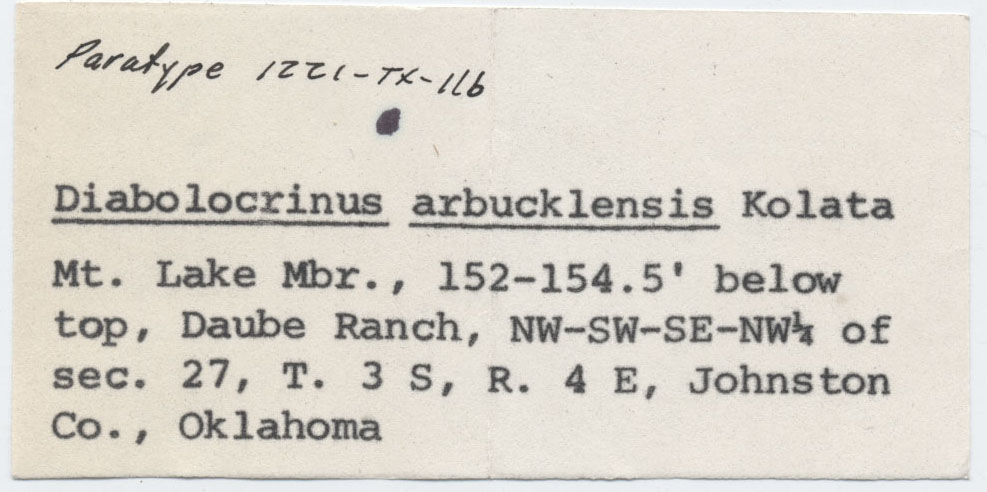 Paratype 1221-TX-116
Diabolocrinus arbucklensis Kolata
Mt. Lake Mbr., 152-154.5' below
top, Daube Ranch, NW-SW-SE-NW¼ of
sec. 27, T. 3 S, R. 4 E, Johnston
Co., Oklahoma